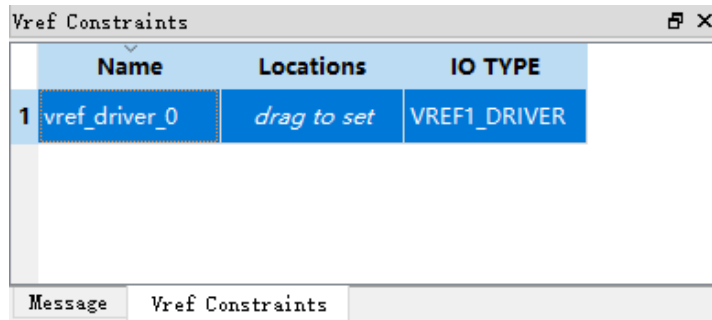 Vref Constraints
Name Locations IO TYPE
1 vref_driver_0 drag to set VREF1_DRIVER
Message Vref Constraints